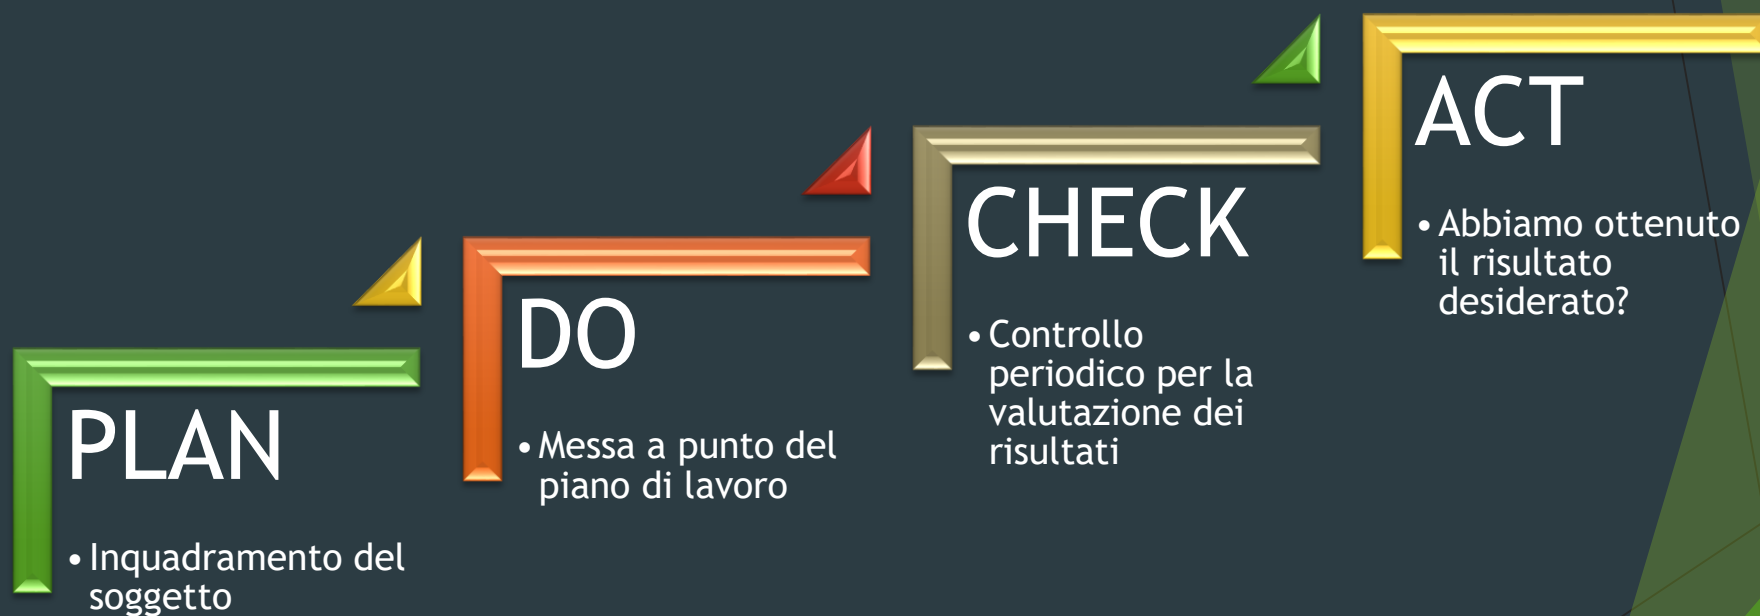 PLAN
• Inquadramento del
soggetto
DO
• Messa a punto del
piano di lavoro
CHECK
• Controllo
periodico per la
valutazione dei
risultati
ACT
• Abbiamo ottenuto
il risultato
desiderato?